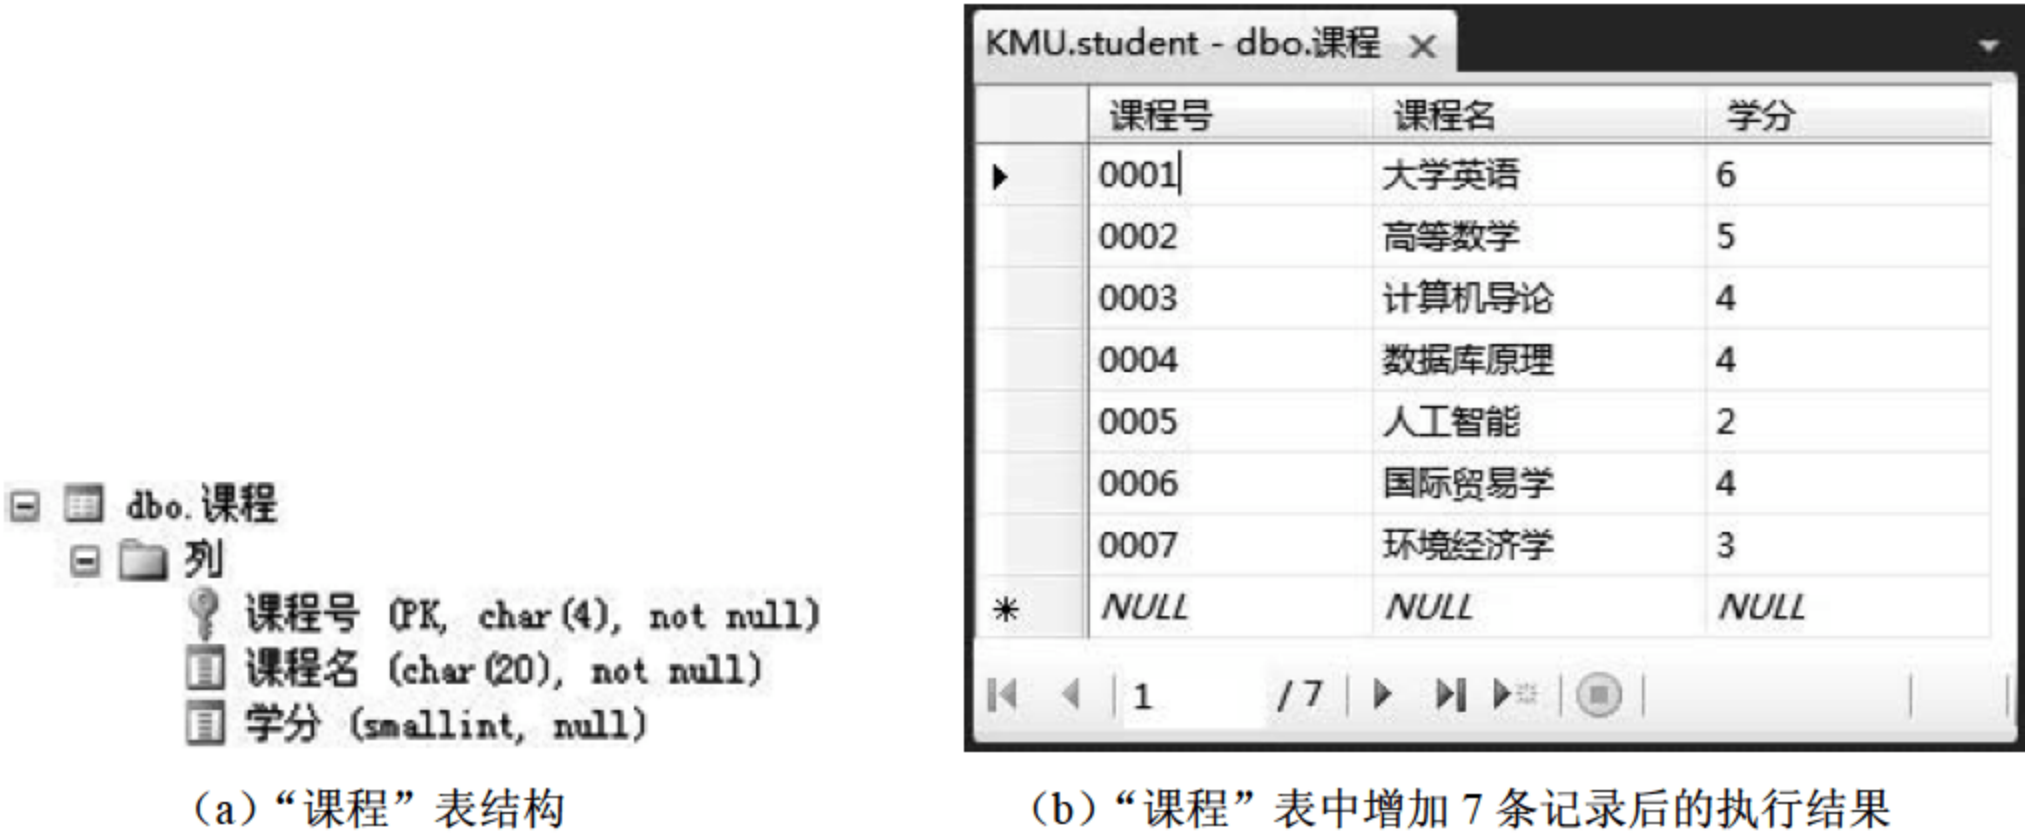 dbo.课程
列
课程号 (PK, char(4), not null)
课程名 (char(20), not null)
学分 (smallint, null)
(a)“课程”表结构
KMU.student - dbo.课程 ×
课程号 课程名 学分
0001 大学英语 6
0002 高等数学 5
0003 计算机导论 4
0004 数据库原理 4
0005 人工智能 2
0006 国际贸易学 4
0007 环境经济学 3
NULL NULL NULL
1 / 7
(b)“课程”表中增加 7 条记录后的执行结果